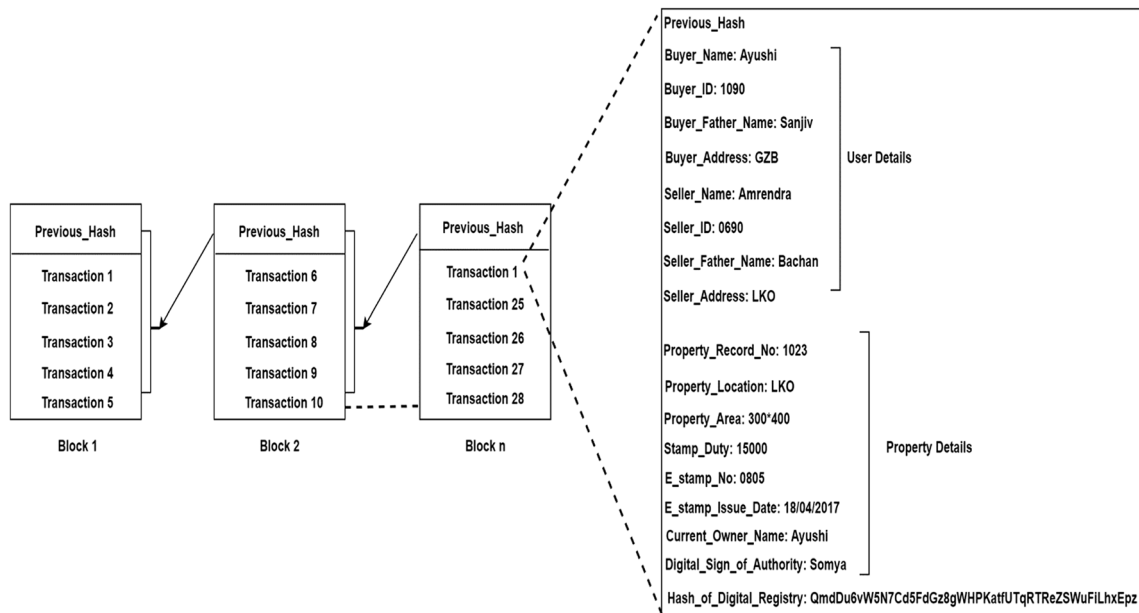 Previous_Hash
Transaction 1
Transaction 2
Transaction 3
Transaction 4
Transaction 5
Block 1
Previous_Hash
Transaction 6
Transaction 7
Transaction 8
Transaction 9
Transaction 10
Block 2
Previous_Hash
Transaction 1
Transaction 25
Transaction 26
Transaction 27
Transaction 28
Block n
Previous_Hash
Buyer_Name: Ayushi
Buyer_ID: 1090
Buyer_Father_Name: Sanjiv
Buyer_Address: GZB
Seller_Name: Amrendra
Seller_ID: 0690
Seller_Father_Name: Bachan
Seller_Address: LKO
User Details
Property_Record_No: 1023
Property_Location: LKO
Property_Area: 300*400
Stamp_Duty: 15000
E_stamp_No: 0805
E_stamp_Issue_Date: 18/04/2017
Current_Owner_Name: Ayushi
Digital_Sign_of_Authority: Somya
Property Details
Hash_of_Digital_Registry: QmdDu6vW5N7Cd5FdGz8gWHPKatfUTqRTReZSWuFiLhxEpz